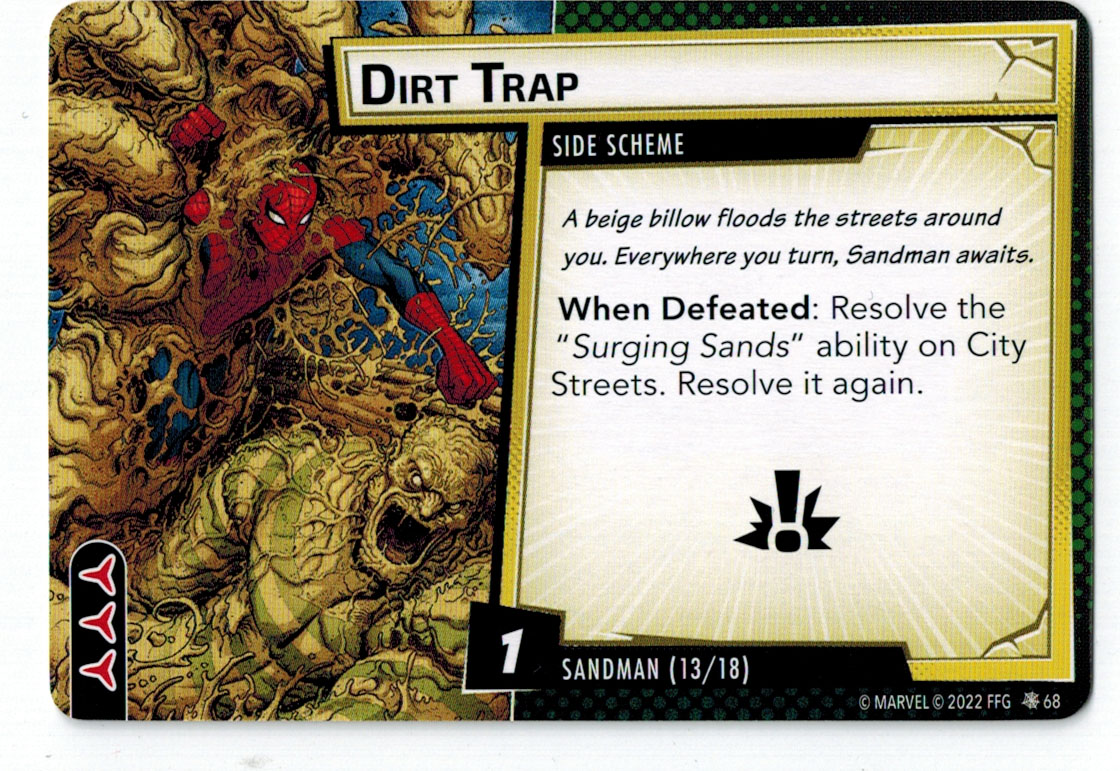 DIRT TRAP
SIDE SCHEME
A beige billow floods the streets around
you. Everywhere you turn, Sandman awaits.
When Defeated: Resolve the
"Surging Sands" ability on City
Streets. Resolve it again.
1
SANDMAN (13/18)
© MARVEL © 2022 FFG 68